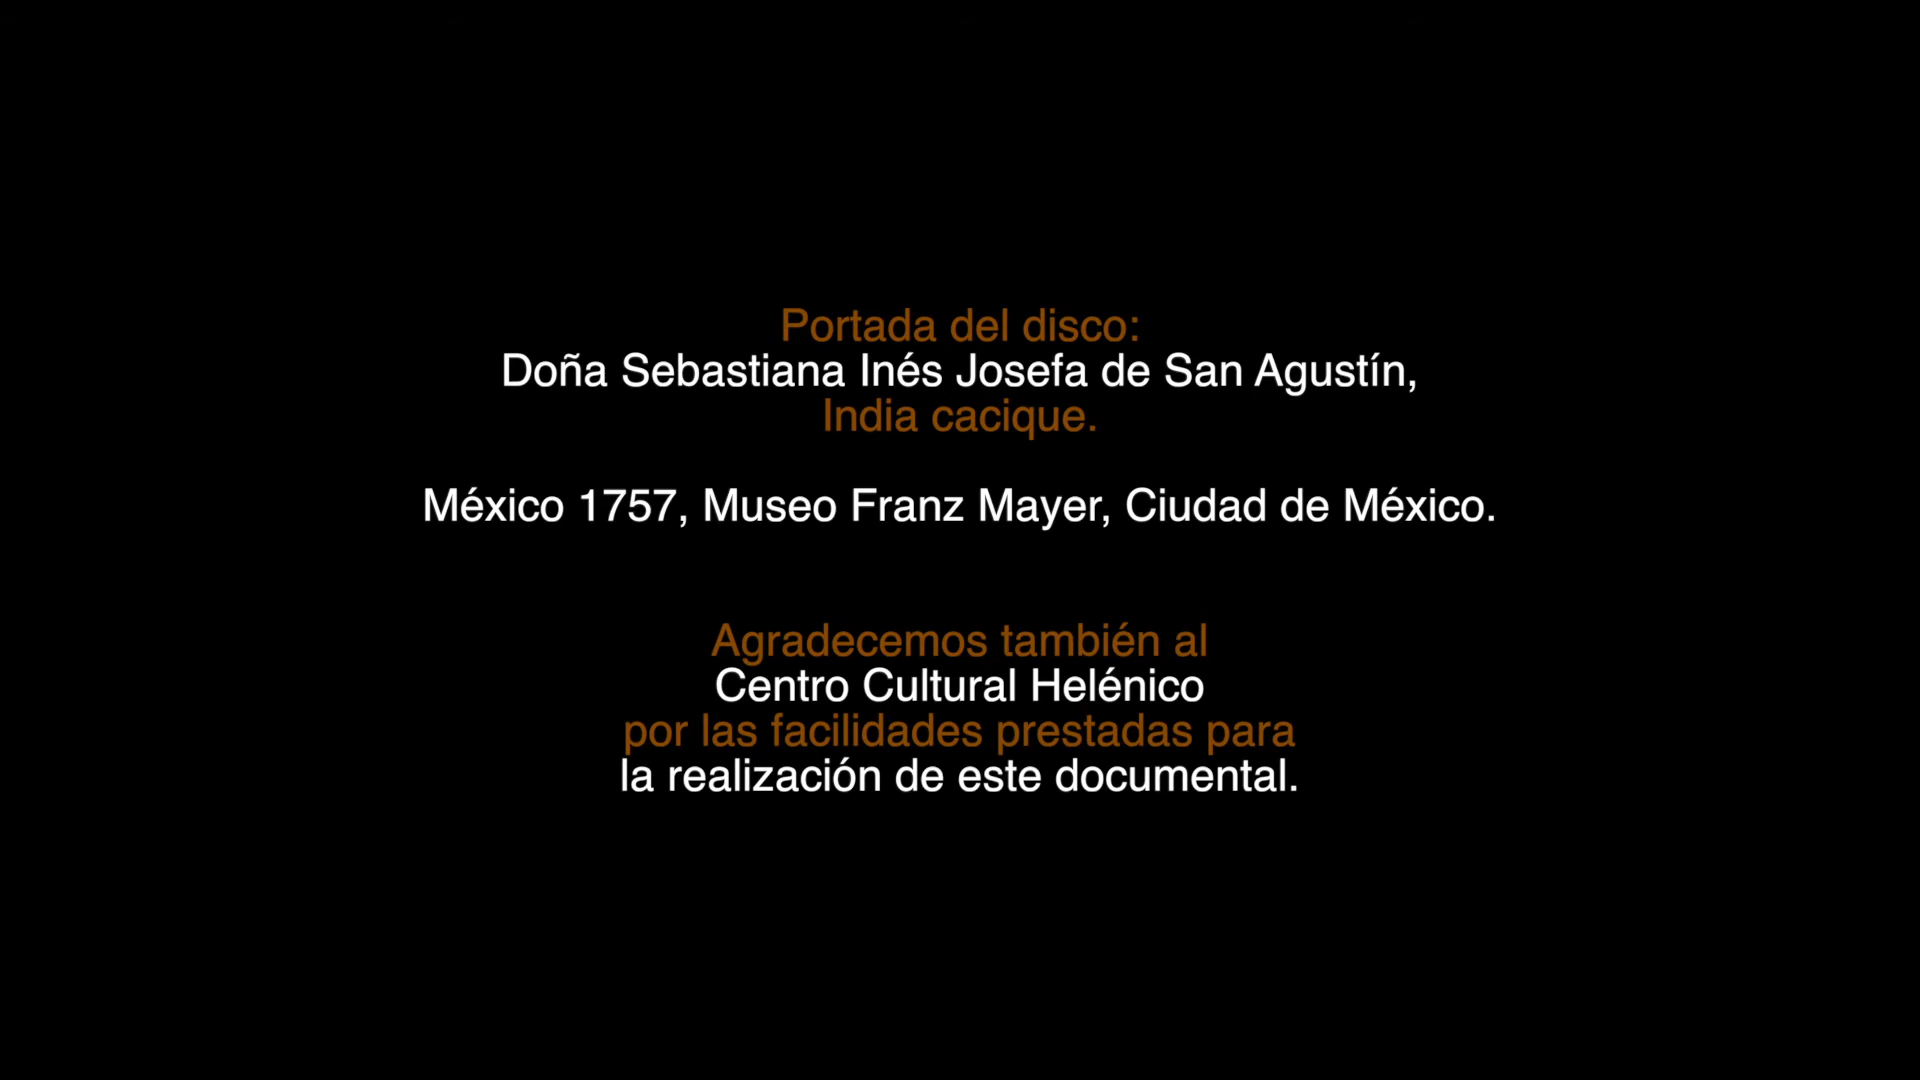 Portada del disco:
Doña Sebastiana Inés Josefa de San Agustín,
India cacique.
México 1757, Museo Franz Mayer, Ciudad de México.
Agradecemos también al
Centro Cultural Helénico
por las facilidades prestadas para
la realización de este documental.